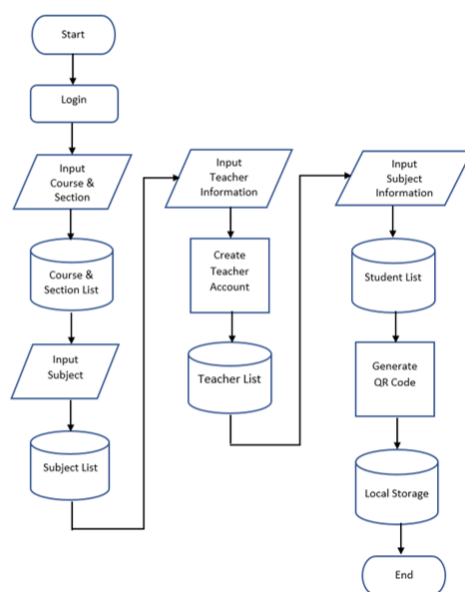 Start
Login
Input
Course &
Section
Course &
Section List
Input
Subject
Subject List
Input
Teacher
Information
Create
Teacher
Account
Teacher List
Input
Subject
Information
Student List
Generate
QR Code
Local Storage
End